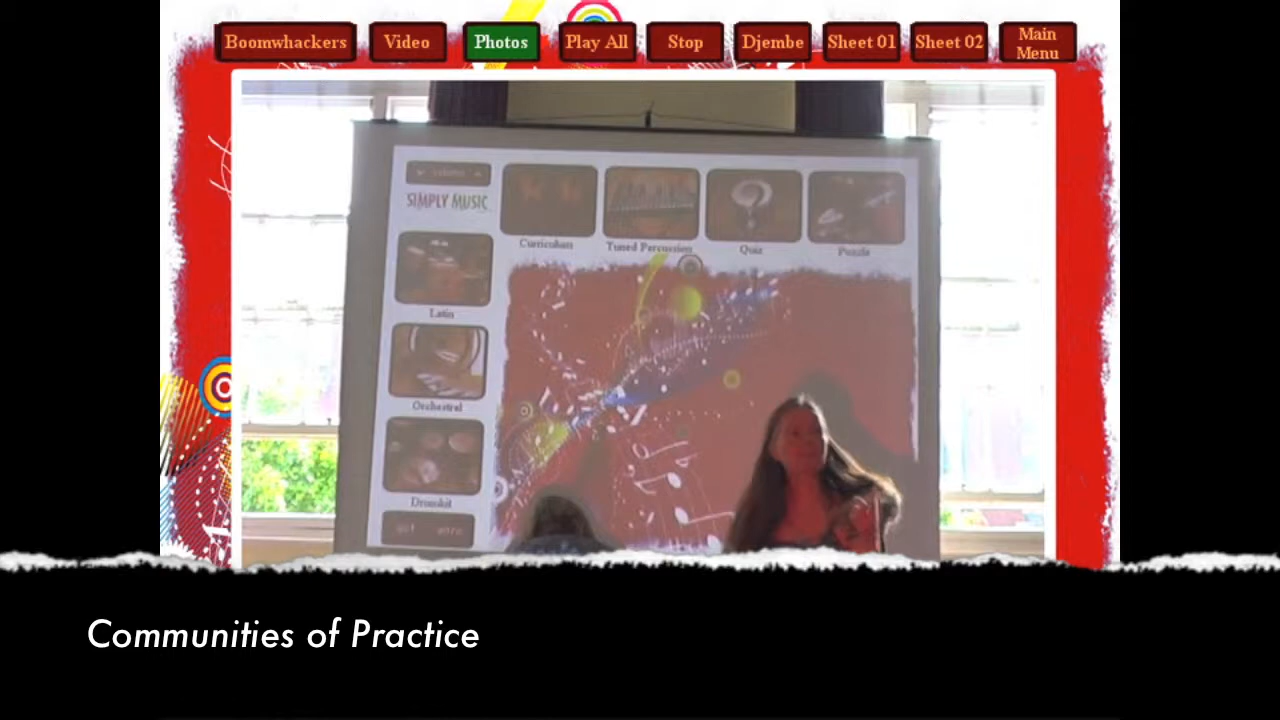 Boomwhackers Video Photos Play All Stop Djembe Sheet 01 Sheet 02 Main Menu
SIMPLY MUSIC
Curriculum Tuned Percussion Quiz Puzzle
Latin
Orchestral
Drumkit
Communities of Practice